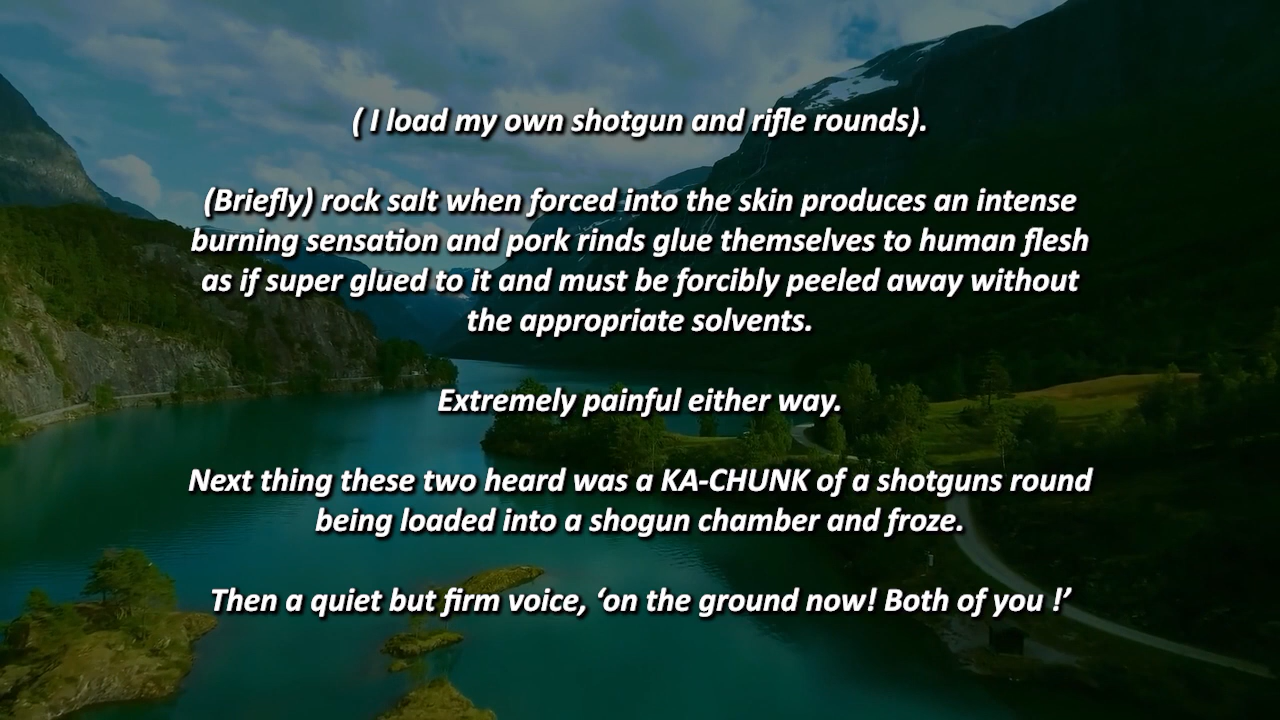 ( I load my own shotgun and rifle rounds).
(Briefly) rock salt when forced into the skin produces an intense
burning sensation and pork rinds glue themselves to human flesh
as if super glued to it and must be forcibly peeled away without
the appropriate solvents.
Extremely painful either way.
Next thing these two heard was a KA-CHUNK of a shotguns round
being loaded into a shogun chamber and froze.
Then a quiet but firm voice, ‘on the ground now! Both of you !’